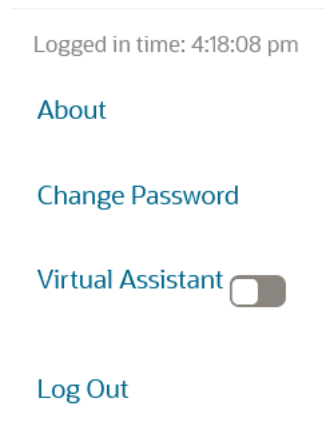 Logged in time: 4:18:08 pm
About
Change Password
Virtual Assistant
Log Out